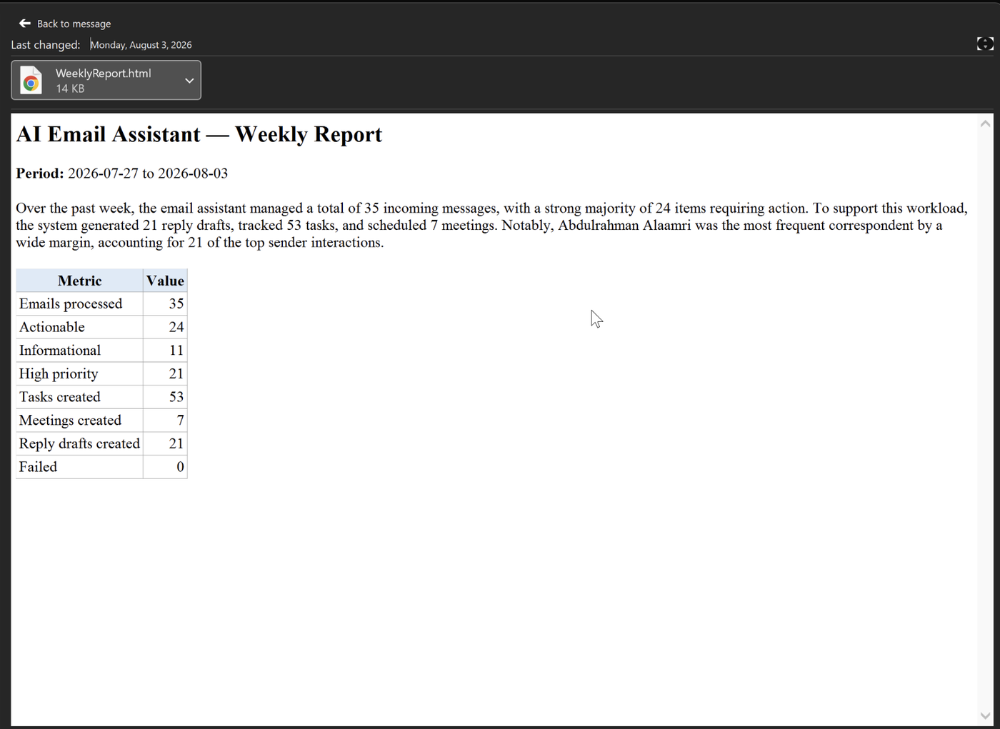 Back to message
Last changed: Monday, August 3, 2026
WeeklyReport.html
14 KB
AI Email Assistant — Weekly Report
Period: 2026-07-27 to 2026-08-03
Over the past week, the email assistant managed a total of 35 incoming messages, with a strong majority of 24 items requiring action. To support this workload,
the system generated 21 reply drafts, tracked 53 tasks, and scheduled 7 meetings. Notably, Abdulrahman Alaamri was the most frequent correspondent by a
wide margin, accounting for 21 of the top sender interactions.
Metric Value
Emails processed 35
Actionable 24
Informational 11
High priority 21
Tasks created 53
Meetings created 7
Reply drafts created 21
Failed 0